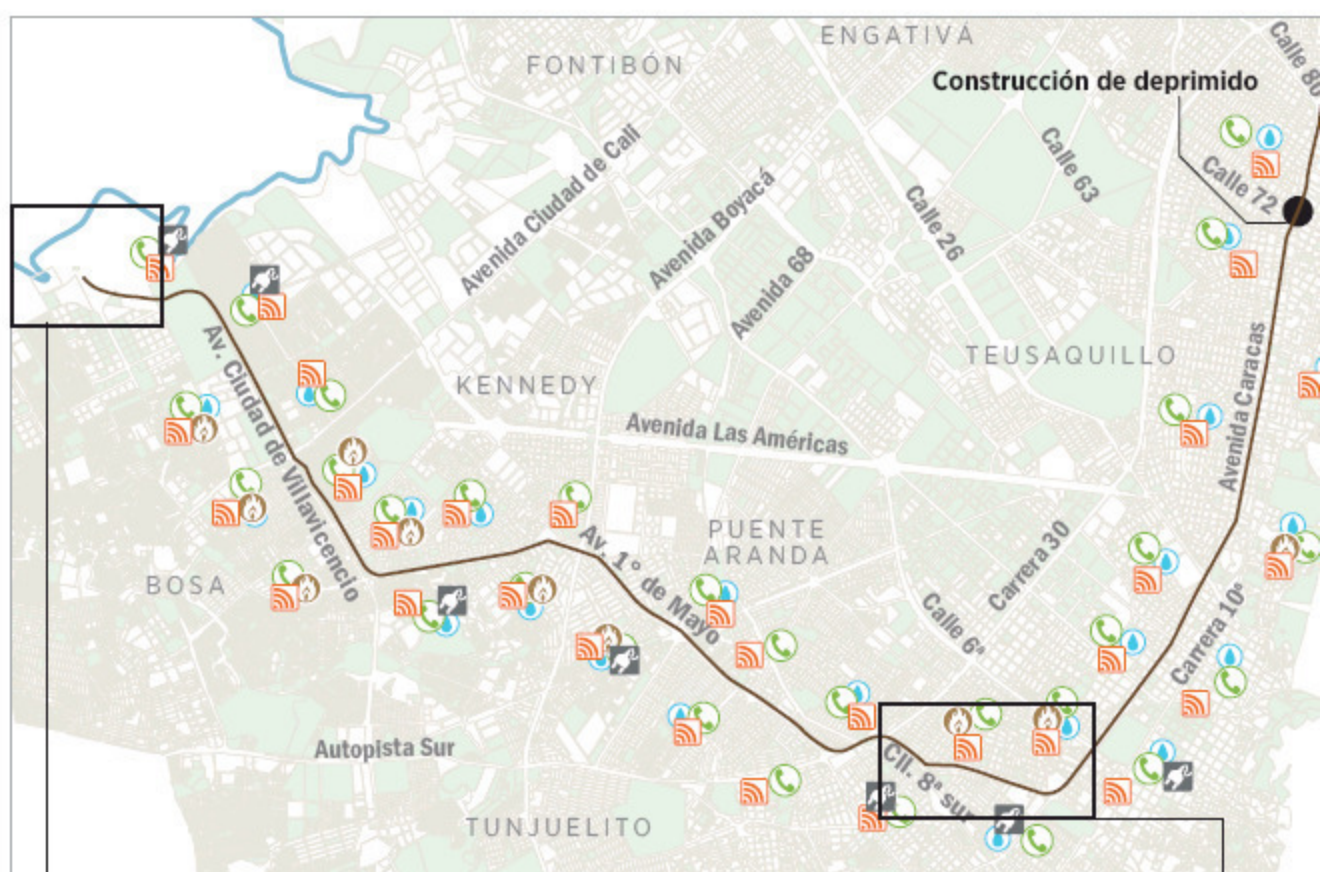 ENGATIVÁ
FONTIBÓN
Calle 80
Construcción de deprimido
Avenida Ciudad de Cali
Calle 63
Calle 72
Avenida Boyacá
Calle 26
Avenida 68
Av. Ciudad de Villavicencio
TEUSAQUILLO
KENNEDY
Avenida Caracas
Avenida Las Américas
PUENTE
ARANDA
Av. 1° de Mayo
Carrera 30
BOSA
Calle 6ª
Carrera 10ª
Autopista Sur
Cll. 8ª sur
TUNJUELITO